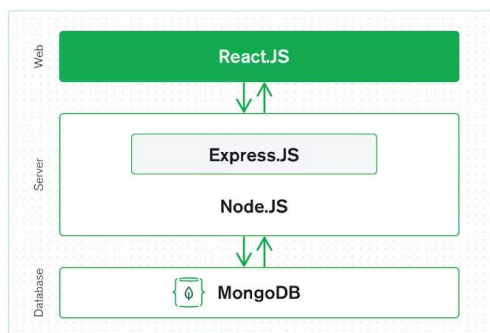 Web
React.JS
Server
Express.JS
Node.JS
Database
MongoDB